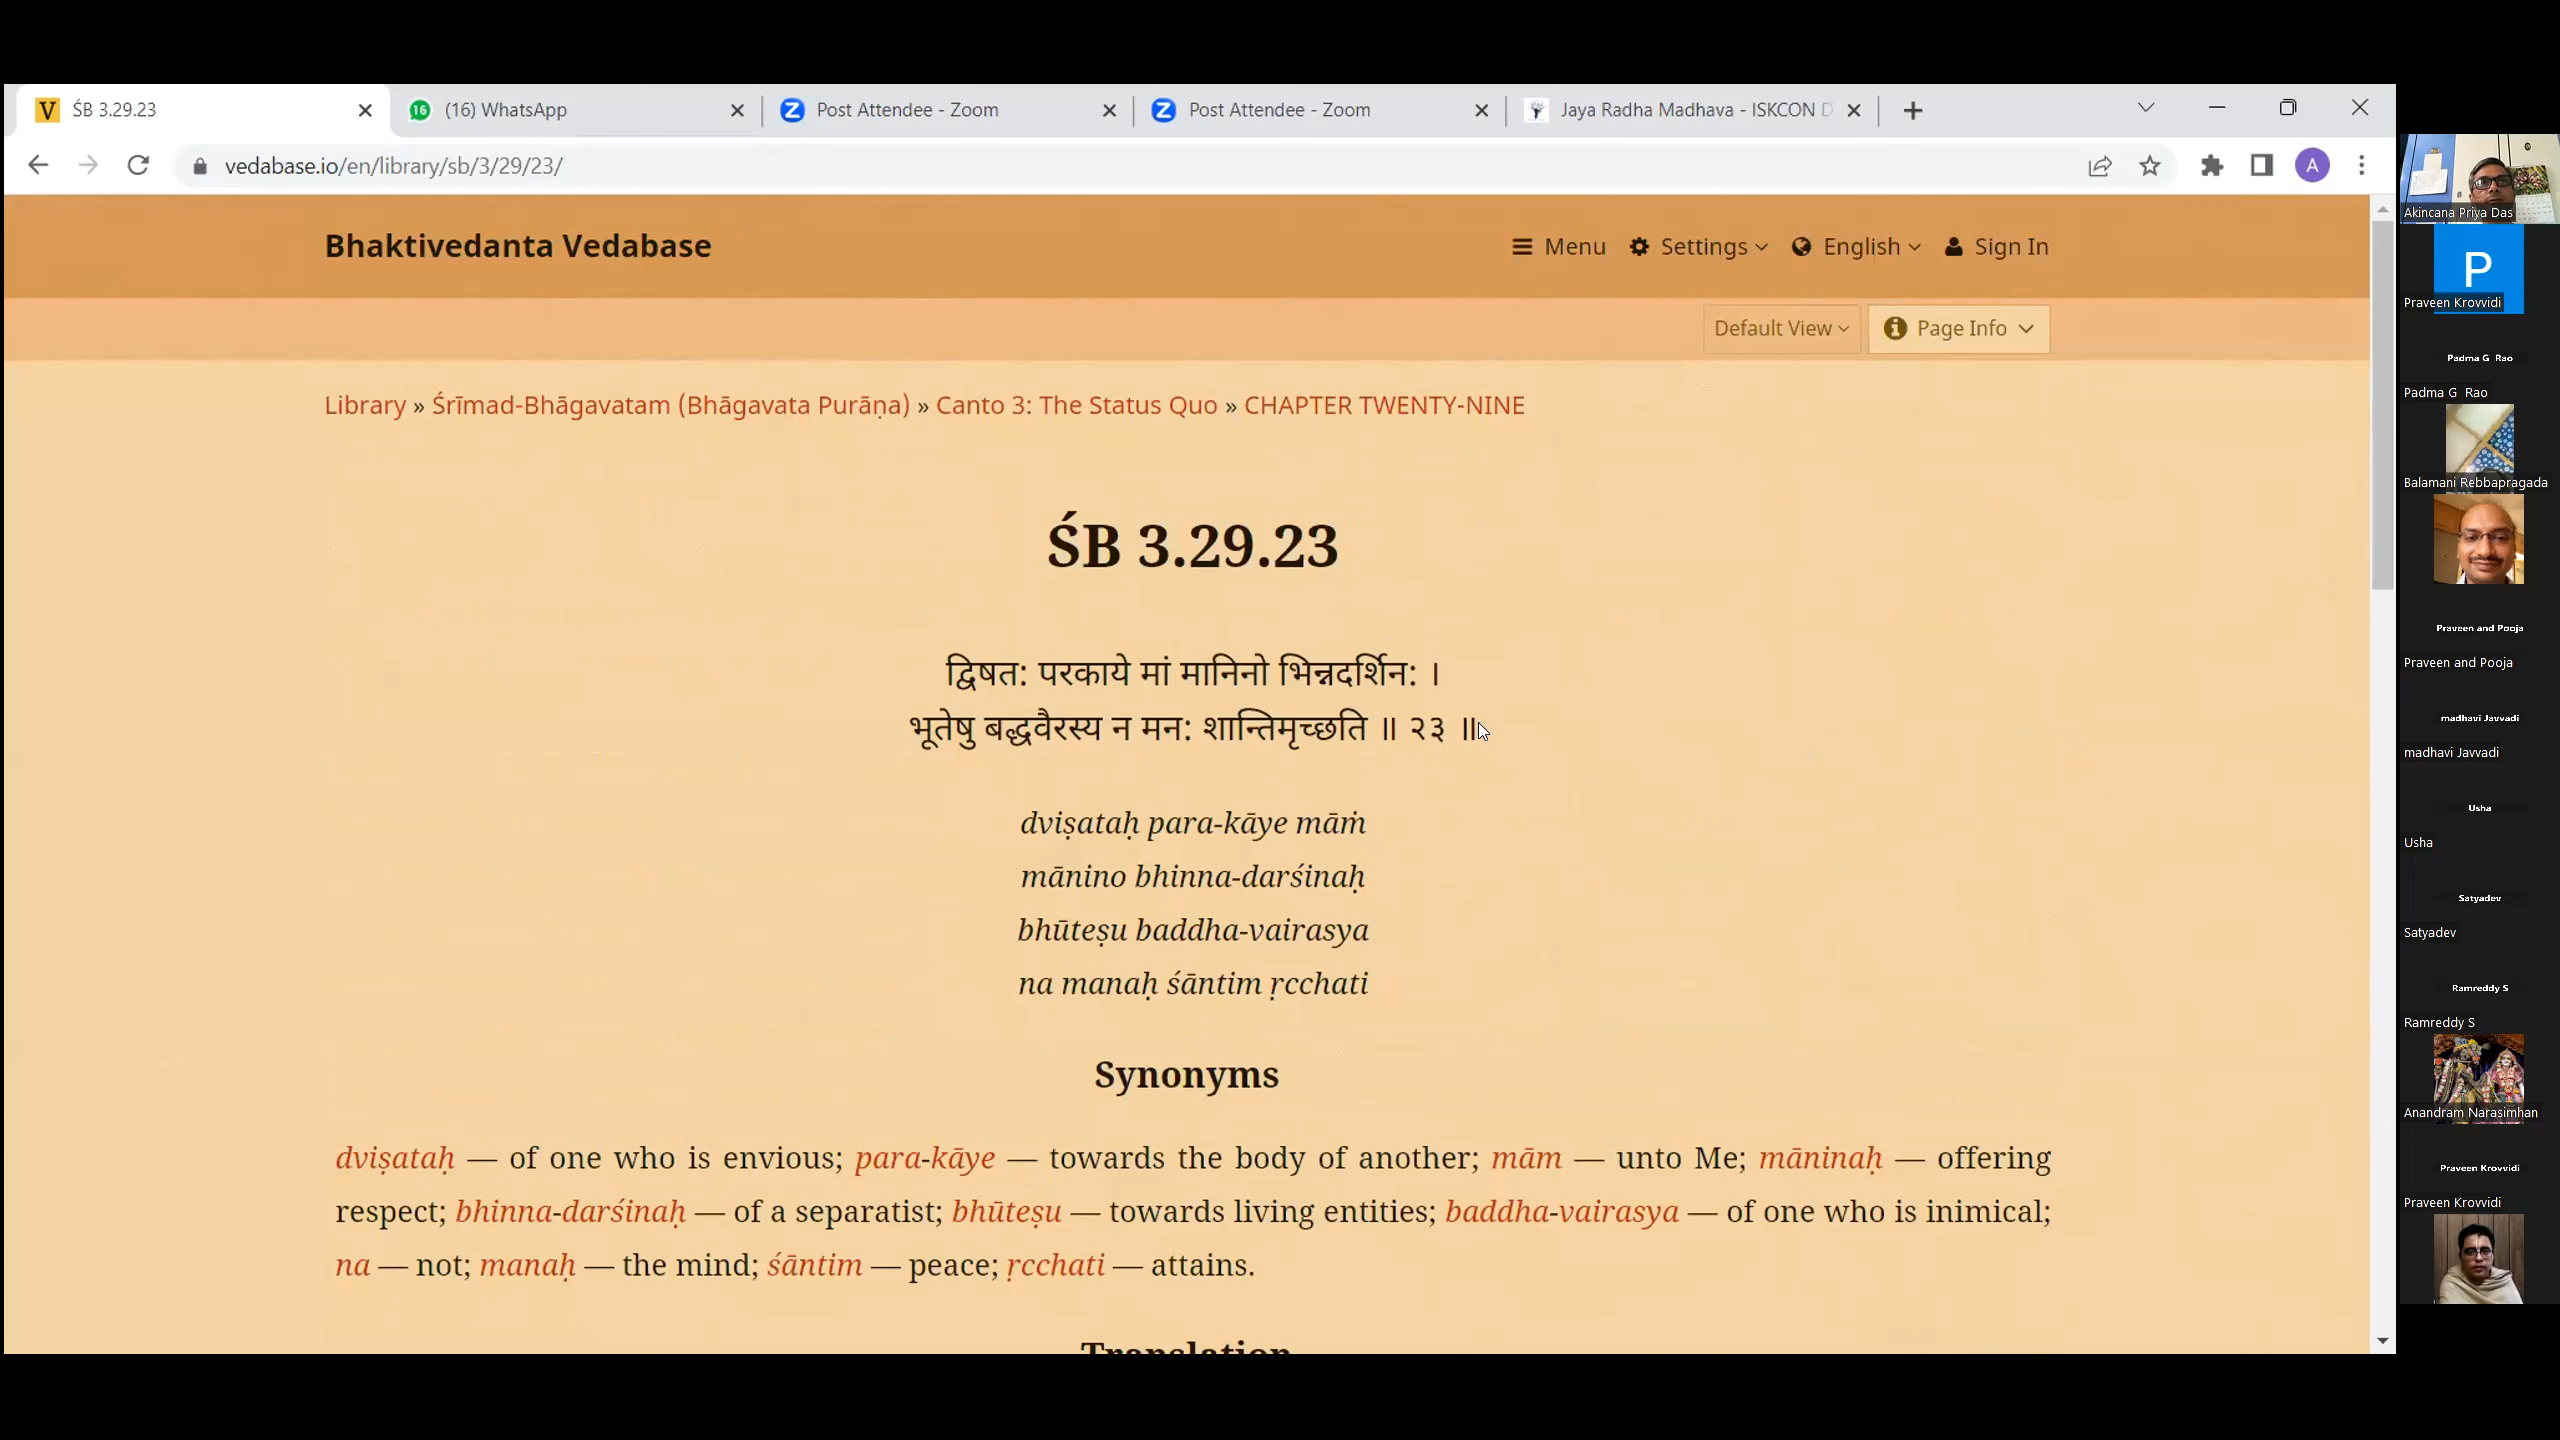 ŚB 3.29.23
(16) WhatsApp
Post Attendee - Zoom
Post Attendee - Zoom
Jaya Radha Madhava - ISKCON D
vedabase.io/en/library/sb/3/29/23/
A
Bhaktivedanta Vedabase
Menu Settings English Sign In
Default View Page Info
Library » Śrīmad-Bhāgavatam (Bhāgavata Purāṇa) » Canto 3: The Status Quo » CHAPTER TWENTY-NINE
ŚB 3.29.23
द्विषत: परकाये मां मानिनो भिन्नदर्शिन: ।
भूतेषु बद्धवैरस्य न मन: शान्तिमृच्छति ॥ २३ ॥
dviṣataḥ para-kāye māṁ
mānino bhinna-darśinaḥ
bhūteṣu baddha-vairasya
na manaḥ śāntim ṛcchati
Synonyms
dviṣataḥ — of one who is envious; para-kāye — towards the body of another; mām — unto Me; māninaḥ — offering
respect; bhinna-darśinaḥ — of a separatist; bhūteṣu — towards living entities; baddha-vairasya — of one who is inimical;
na — not; manaḥ — the mind; śāntim — peace; ṛcchati — attains.
Translation
Akincana Priya Das
P
Praveen Krovvidi
Padma G Rao
Padma G Rao
Balamani Rebbapragada
Praveen and Pooja
Praveen and Pooja
madhavi Javvadi
madhavi Javvadi
Usha
Usha
Satyadev
Satyadev
Ramreddy S
Ramreddy S
Anandram Narasimhan
Praveen Krovvidi
Praveen Krovvidi